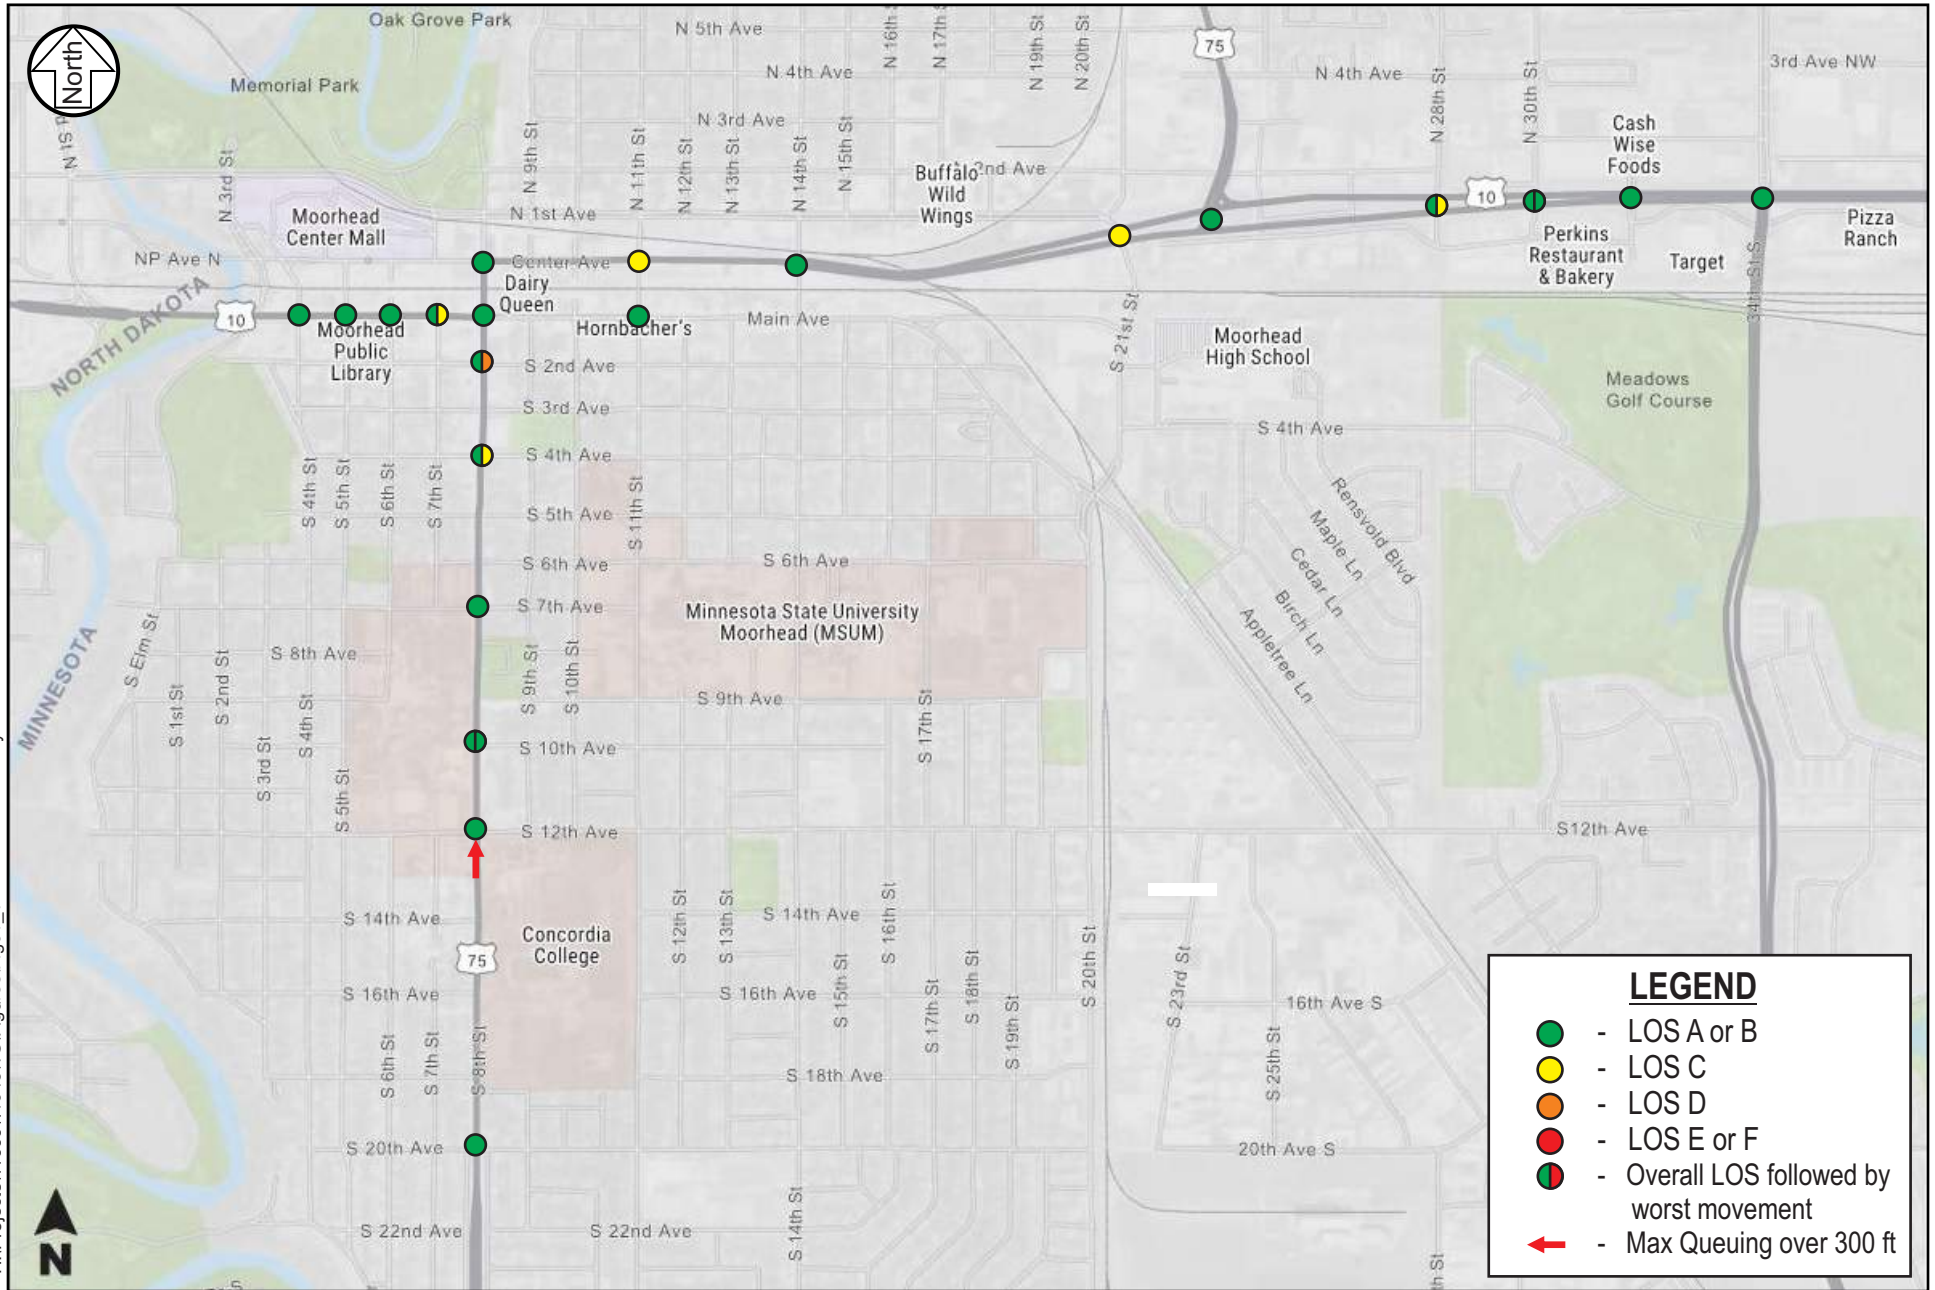 Oak Grove Park
N 5th Ave
N 16th S
N 17th S
N 19th St
N 20th St
75
3rd Ave NW
North
Memorial Park
N 4th Ave
N 4th Ave
N 28th St
N 30th St
N 3rd Ave
Cash
Wise
Foods
N 3rd St
N 9th St
N 11th St
N 12th St
N 13th St
N 14th St
N 15th St
Buffalo
Wild
Wings
2nd Ave
10
Moorhead
Center Mall
N 1st Ave
Pizza
Ranch
NP Ave N
Center Ave
Perkins
Restaurant
& Bakery
Target
Dairy
Queen
34th St S
NORTH DAKOTA
10
Moorhead
Public
Library
Hornbacher's
Main Ave
S 21st St
Moorhead
High School
S 2nd Ave
Meadows
Golf Course
S 3rd Ave
S 4th Ave
S 4th Ave
S 4th St
S 5th St
S 6th St
S 7th St
S 11th St
S 5th Ave
Rensvold Blvd
Maple Ln
Cedar Ln
Birch Ln
Appletree Ln
S 6th Ave
S 6th Ave
S 7th Ave
Minnesota State University
Moorhead (MSUM)
MINNESOTA
S Elm St
S 8th Ave
S 1st St
S 2nd St
S 3rd St
S 4th St
S 5th St
S 9th St
S 10th St
S 9th Ave
S 17th St
S 10th Ave
S 12th Ave
S12th Ave
S 14th Ave
S 12th St
S 13th St
S 14th Ave
S 16th St
Concordia
College
75
S 20th St
S 23rd St
S 16th Ave
S 16th Ave
S 15th St
S 17th St
S 18th St
S 19th St
16th Ave S
S 6th St
S 7th St
S 8th St
S 18th Ave
S 25th St
S 20th Ave
20th Ave S
S 22nd Ave
S 22nd Ave
S 14th St
N
LEGEND
- LOS A or B
- LOS C
- LOS D
- LOS E or F
- Overall LOS followed by
worst movement
- Max Queuing over 300 ft